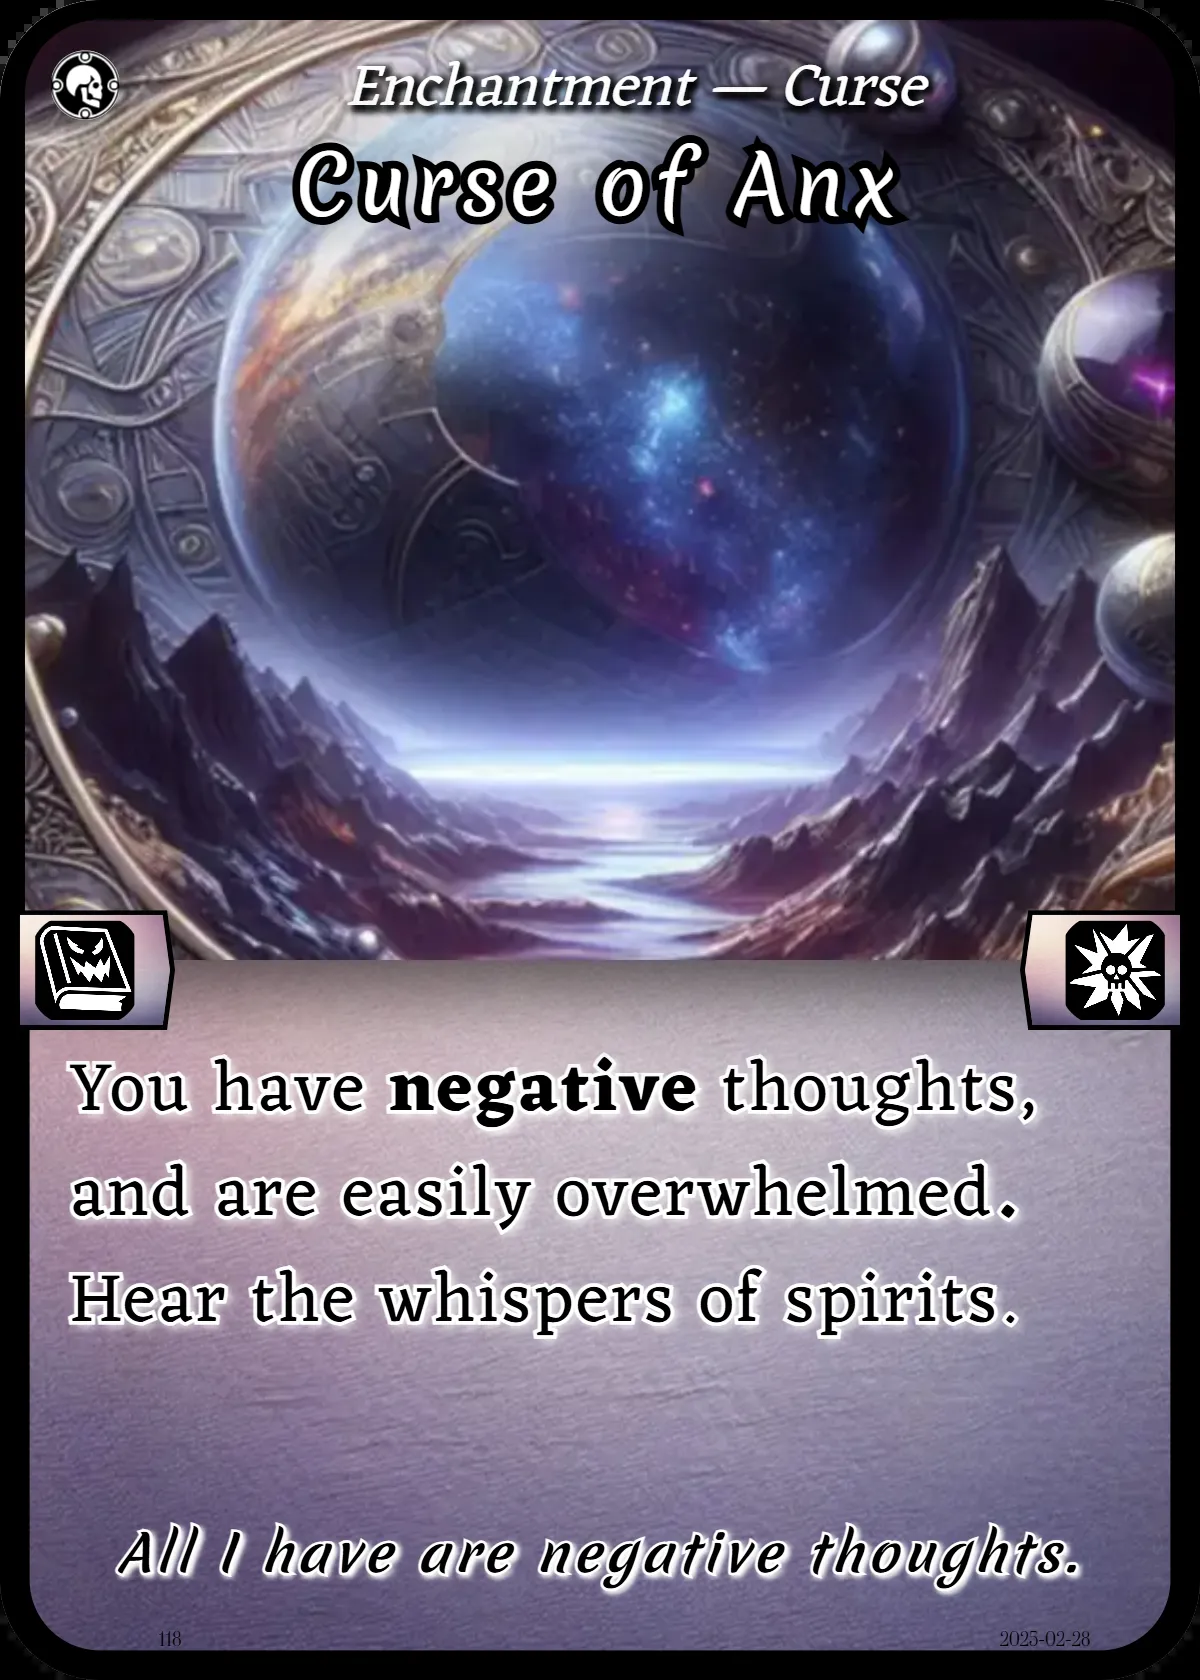 Enchantment — Curse
Curse of Anx
You have negative thoughts,
and are easily overwhelmed.
Hear the whispers of spirits.
All I have are negative thoughts.
118
2025-02-28